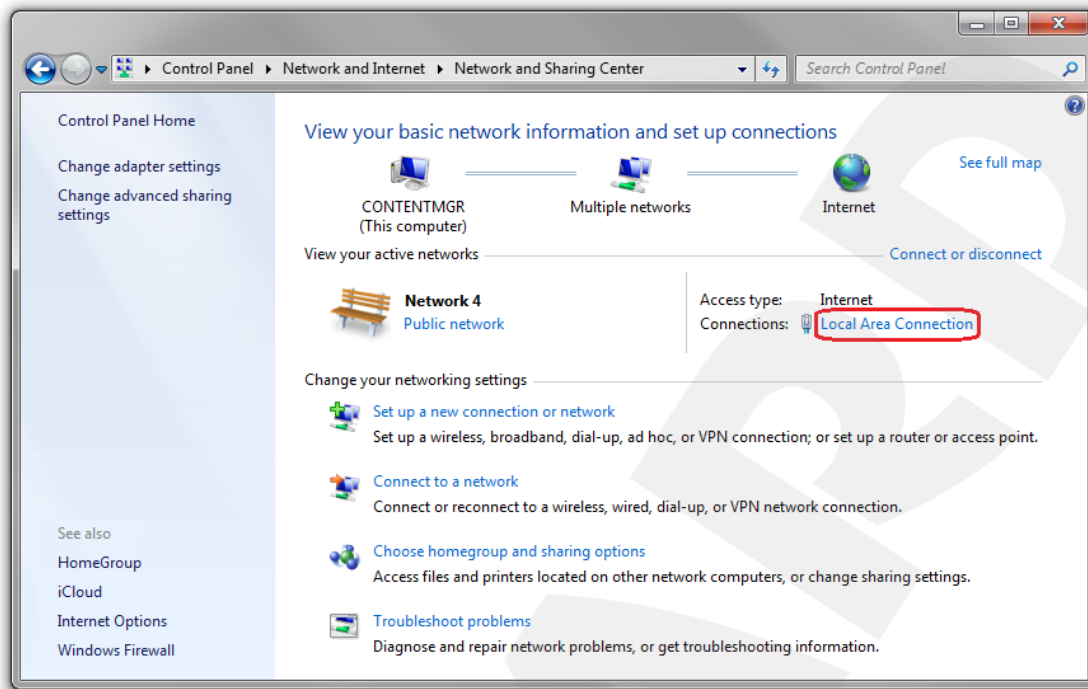 Control Panel ▸ Network and Internet ▸ Network and Sharing Center
Search Control Panel
Control Panel Home
Change adapter settings
Change advanced sharing
settings
View your basic network information and set up connections
See full map
CONTENTMGR
(This computer)
Multiple networks
Internet
View your active networks
Connect or disconnect
Network 4
Public network
Access type: Internet
Connections: Local Area Connection
Change your networking settings
Set up a new connection or network
Set up a wireless, broadband, dial-up, ad hoc, or VPN connection; or set up a router or access point.
Connect to a network
Connect or reconnect to a wireless, wired, dial-up, or VPN network connection.
Choose homegroup and sharing options
Access files and printers located on other network computers, or change sharing settings.
Troubleshoot problems
Diagnose and repair network problems, or get troubleshooting information.
See also
HomeGroup
iCloud
Internet Options
Windows Firewall